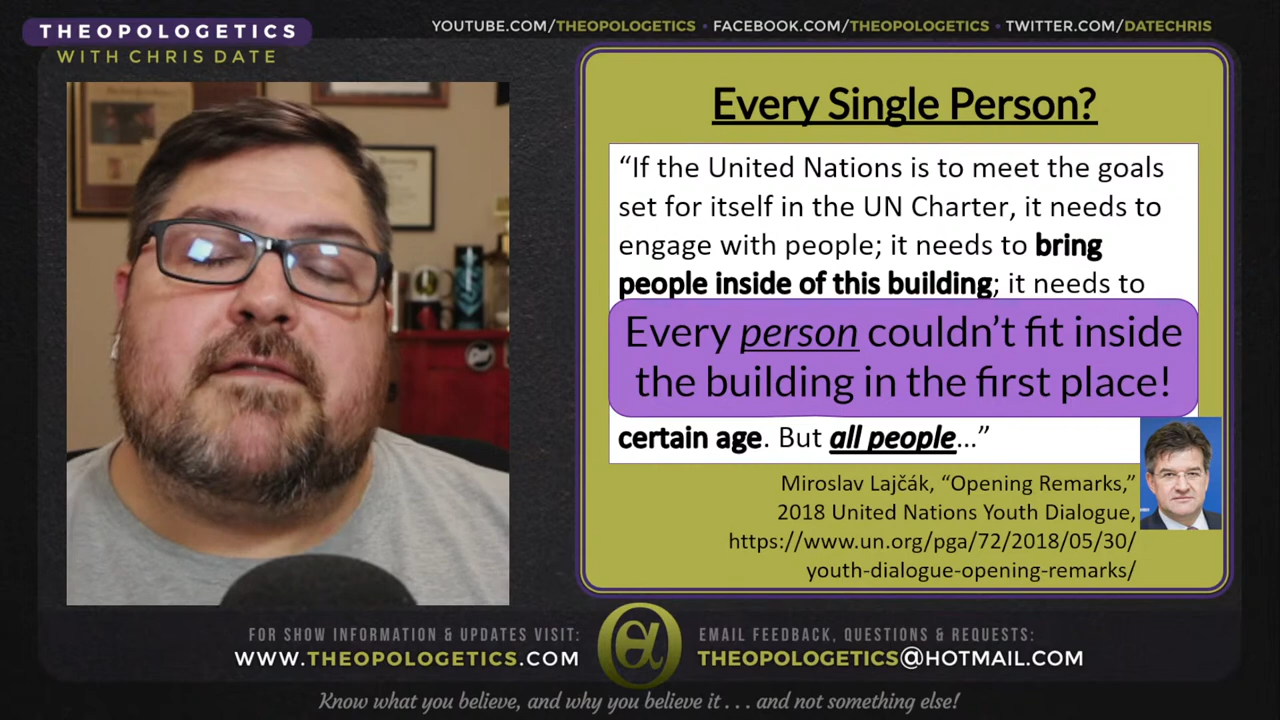 THEOPOLOGETICS
WITH CHRIS DATE
YOUTUBE.COM/THEOPOLOGETICS • FACEBOOK.COM/THEOPOLOGETICS • TWITTER.COM/DATECHRIS
Every Single Person?
“If the United Nations is to meet the goals
set for itself in the UN Charter, it needs to
engage with people; it needs to bring
people inside of this building; it needs to
Every person couldn’t fit inside
the building in the first place!
certain age. But all people…”
Miroslav Lajčák, “Opening Remarks,”
2018 United Nations Youth Dialogue,
https://www.un.org/pga/72/2018/05/30/
youth-dialogue-opening-remarks/
FOR SHOW INFORMATION & UPDATES VISIT:
WWW.THEOPOLOGETICS.COM
EMAIL FEEDBACK, QUESTIONS & REQUESTS:
THEOPOLOGETICS@HOTMAIL.COM
Know what you believe, and why you believe it . . . and not something else!